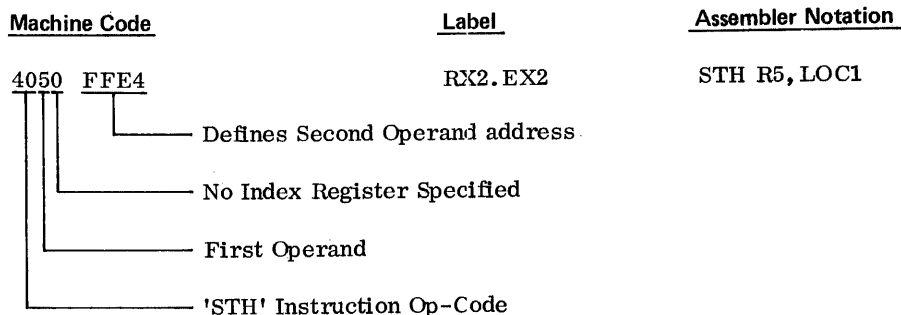 Machine Code Label Assembler Notation
4050 FFE4 RX2.EX2 STH R5, LOC1
Defines Second Operand address
No Index Register Specified
First Operand
'STH' Instruction Op-Code